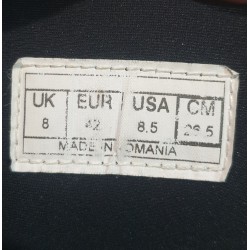 UK EUR USA CM
8 42 8.5 26.5
MADE IN ROMANIA